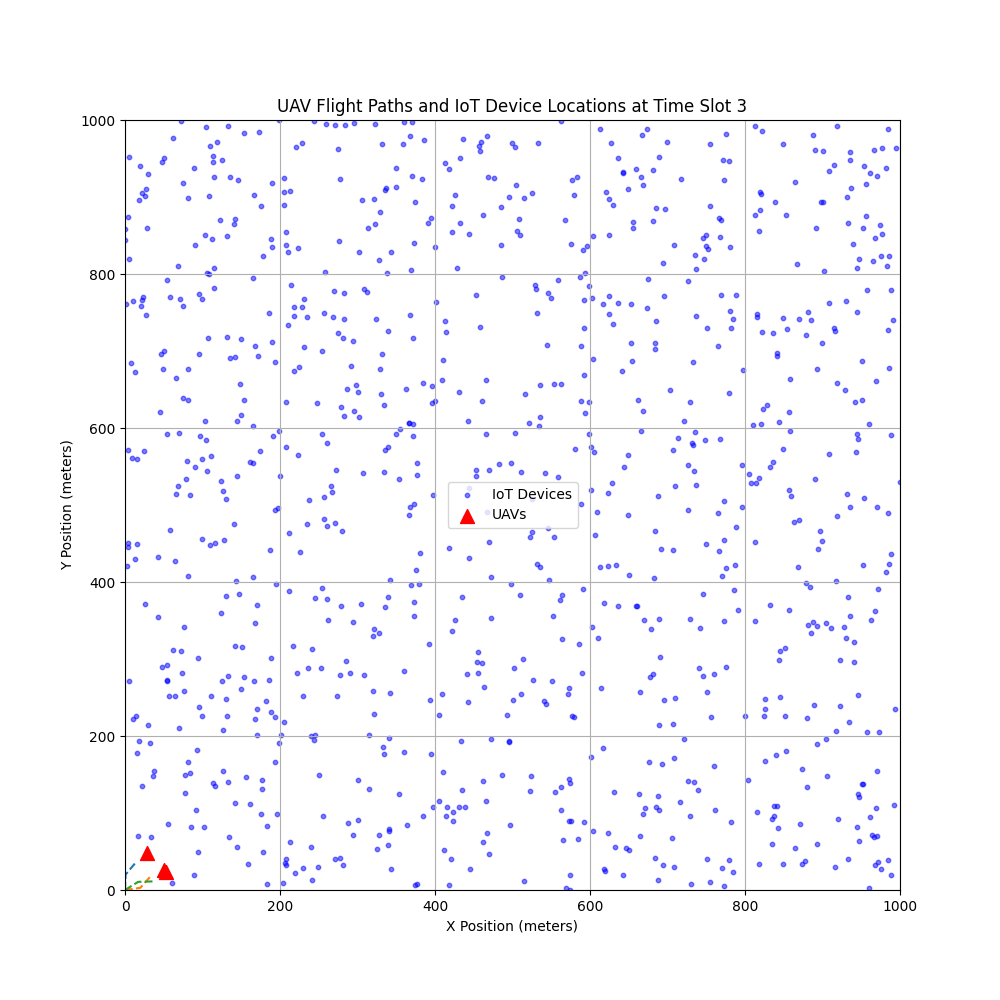 UAV Flight Paths and IoT Device Locations at Time Slot 3
1000
800
600
400
200
0
Y Position (meters)
IoT Devices
UAVs
0 200 400 600 800 1000
X Position (meters)